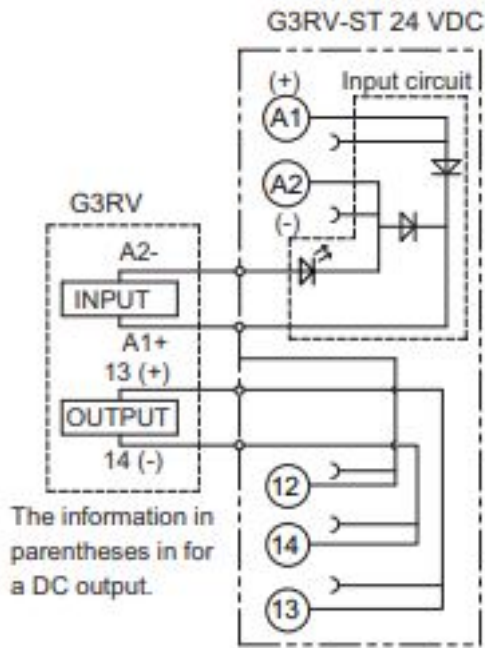 G3RV-ST 24 VDC
(+)
Input circuit
A1
A2
(-)
G3RV
A2-
INPUT
A1+
13 (+)
OUTPUT
14 (-)
12
14
13
The information in
parentheses in for
a DC output.